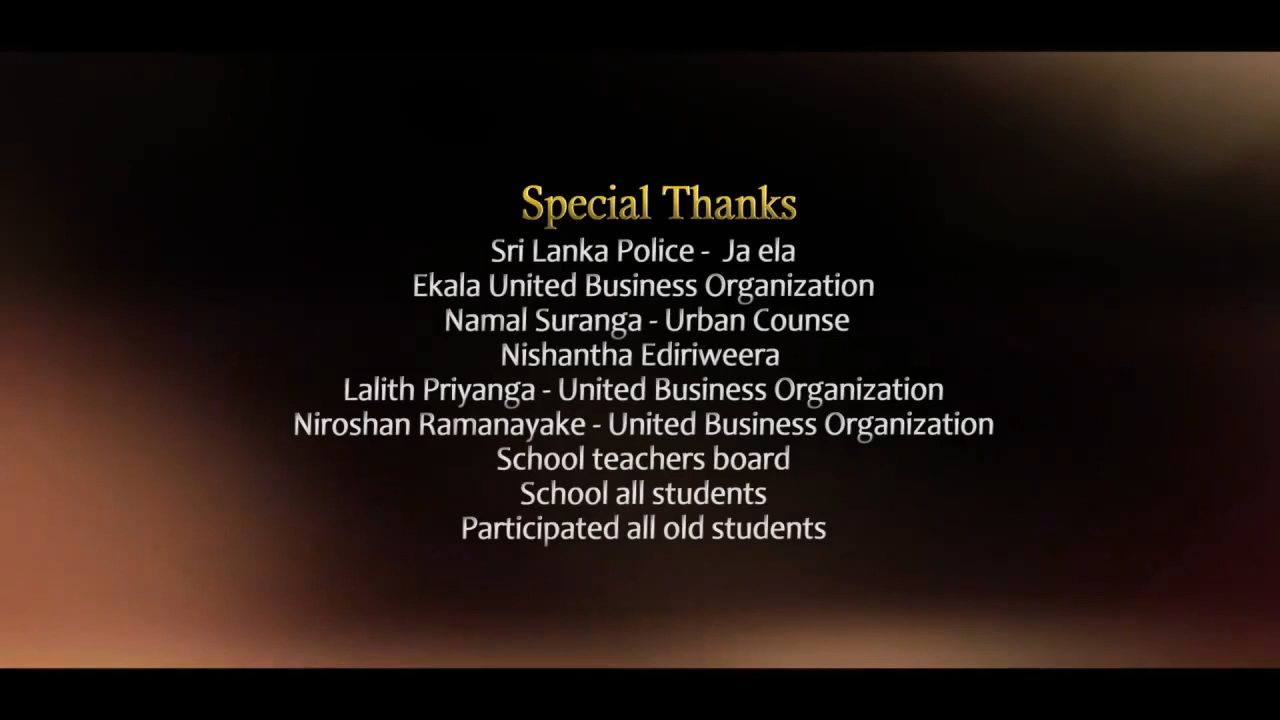 Special Thanks
Sri Lanka Police - Ja ela
Ekala United Business Organization
Namal Suranga - Urban Counse
Nishantha Ediriweera
Lalith Priyanga - United Business Organization
Niroshan Ramanayake - United Business Organization
School teachers board
School all students
Participated all old students